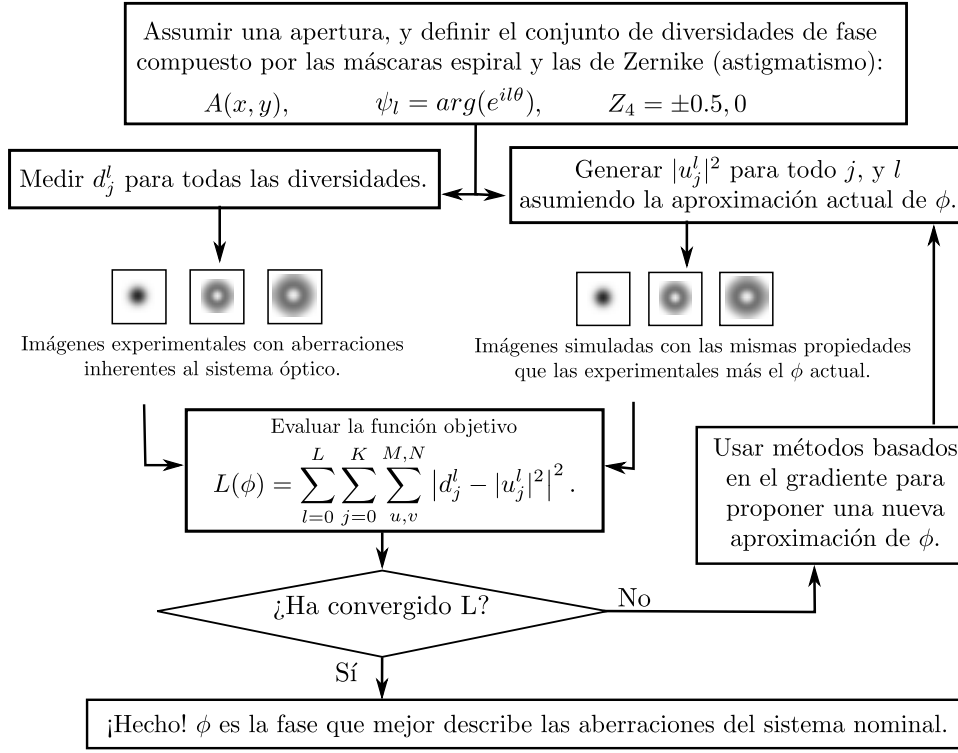 Assumir una apertura, y definir el conjunto de diversidades de fase
compuesto por las máscaras espiral y las de Zernike (astigmatismo):
A(x, y), ψ_l = arg(e^{ilθ}), Z_4 = ±0.5, 0
Medir d_j^l para todas las diversidades.
Generar |u_j^l|^2 para todo j, y l
asumiendo la aproximación actual de ϕ.
Imágenes experimentales con aberraciones
inherentes al sistema óptico.
Imágenes simuladas con las mismas propiedades
que las experimentales más el ϕ actual.
Evaluar la función objetivo
L(ϕ) = ∑_{l=0}^{L} ∑_{j=0}^{K} ∑_{u,v}^{M,N} |d_j^l − |u_j^l|^2|^2.
Usar métodos basados
en el gradiente para
proponer una nueva
aproximación de ϕ.
¿Ha convergido L?
No
Sí
¡Hecho! ϕ es la fase que mejor describe las aberraciones del sistema nominal.